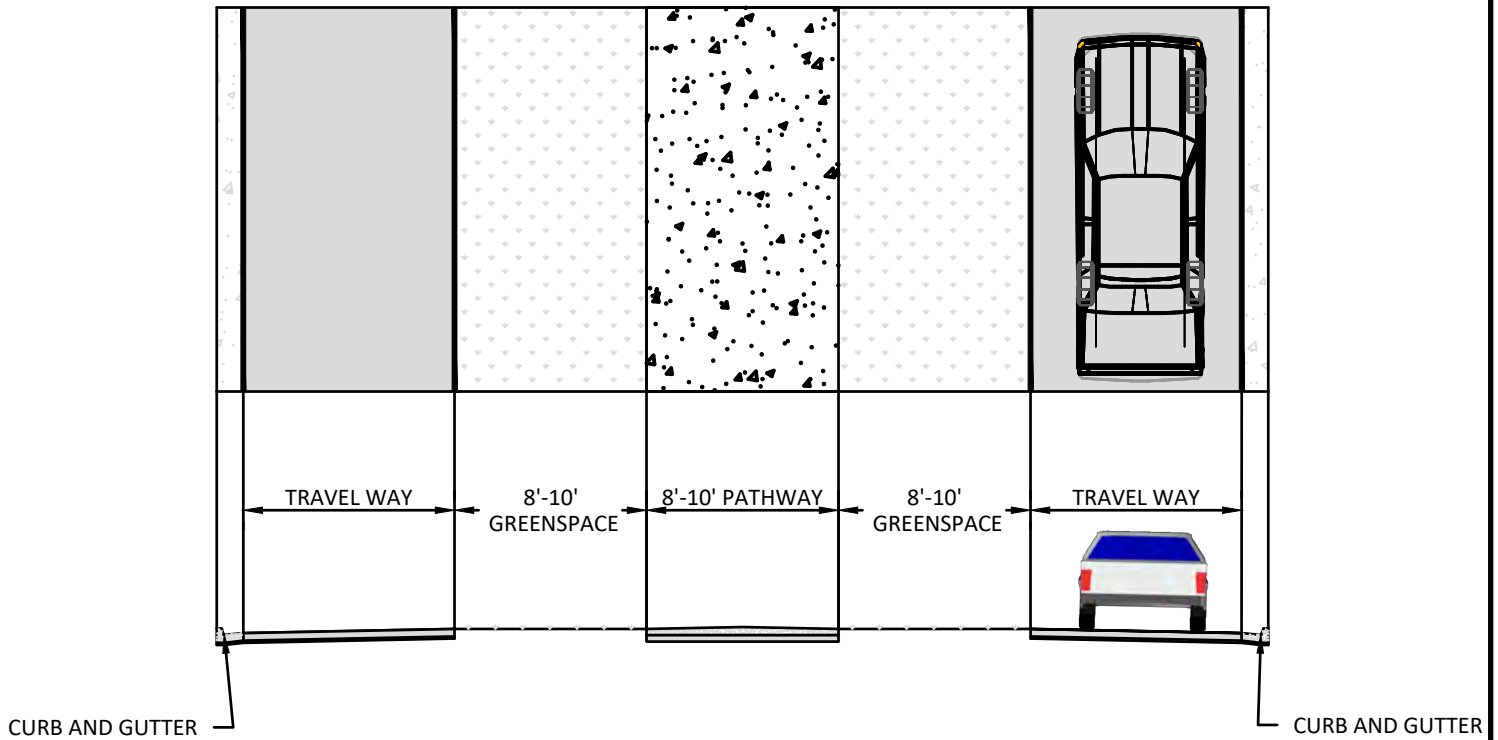 TRAVEL WAY
8'-10'
GREENSPACE
8'-10' PATHWAY
8'-10'
GREENSPACE
TRAVEL WAY
CURB AND GUTTER
CURB AND GUTTER